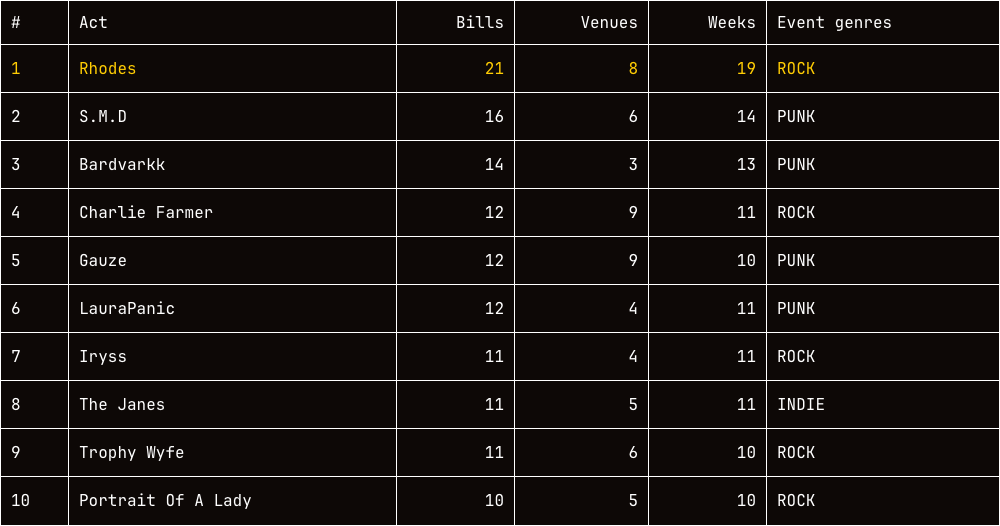 # Act Bills Venues Weeks Event genres
1 Rhodes 21 8 19 ROCK
2 S.M.D 16 6 14 PUNK
3 Bardvarkk 14 3 13 PUNK
4 Charlie Farmer 12 9 11 ROCK
5 Gauze 12 9 10 PUNK
6 LauraPanic 12 4 11 PUNK
7 Iryss 11 4 11 ROCK
8 The Janes 11 5 11 INDIE
9 Trophy Wyfe 11 6 10 ROCK
10 Portrait Of A Lady 10 5 10 ROCK